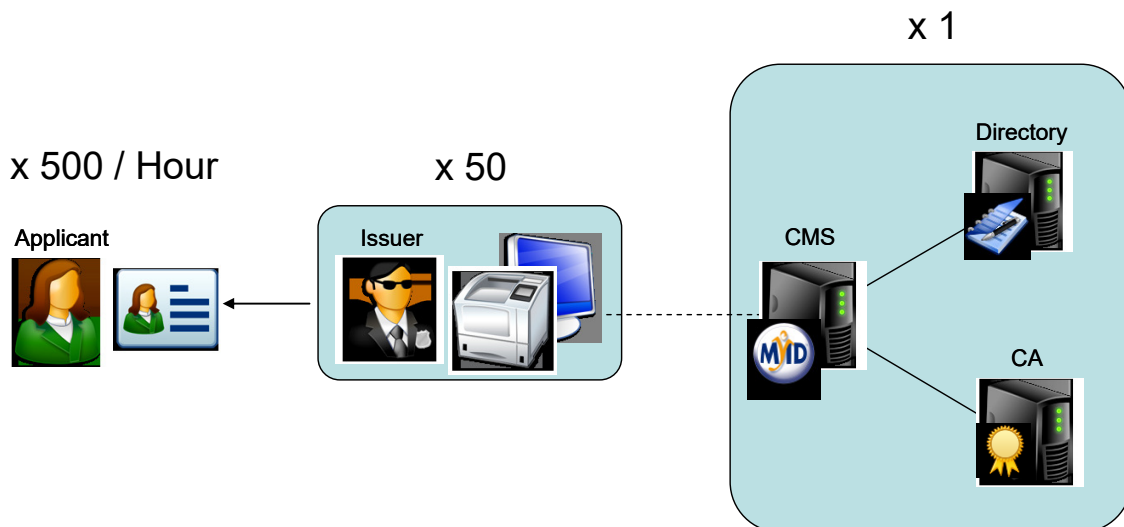 x 1
Directory
x 500 / Hour
x 50
Applicant
Issuer
CMS
MyID
CA